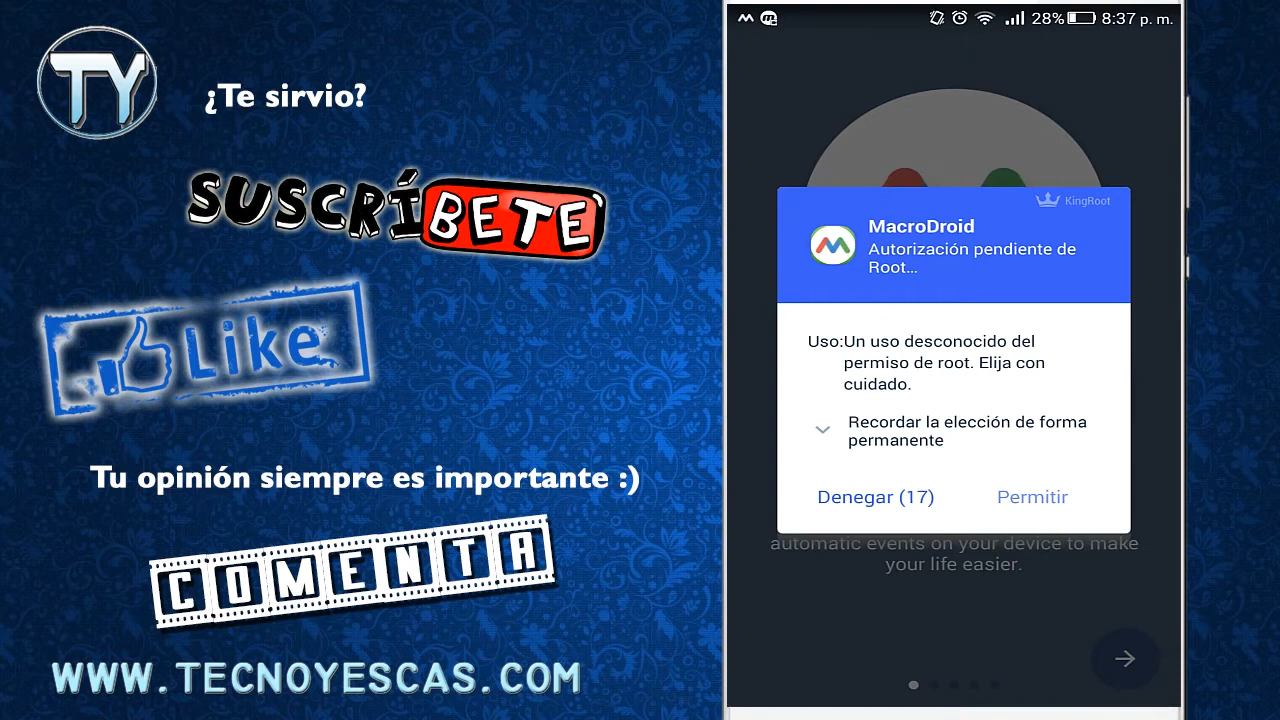 TY
¿Te sirvio?
SUSCRÍBETE
Like
Tu opinión siempre es importante :)
COMENTA
WWW.TECNOYESCAS.COM
28% 8:37 p. m.
KingRoot
MacroDroid
Autorización pendiente de
Root...
Uso:Un uso desconocido del
permiso de root. Elija con
cuidado.
Recordar la elección de forma
permanente
Denegar (17) Permitir
automatic events on your device to make
your life easier.